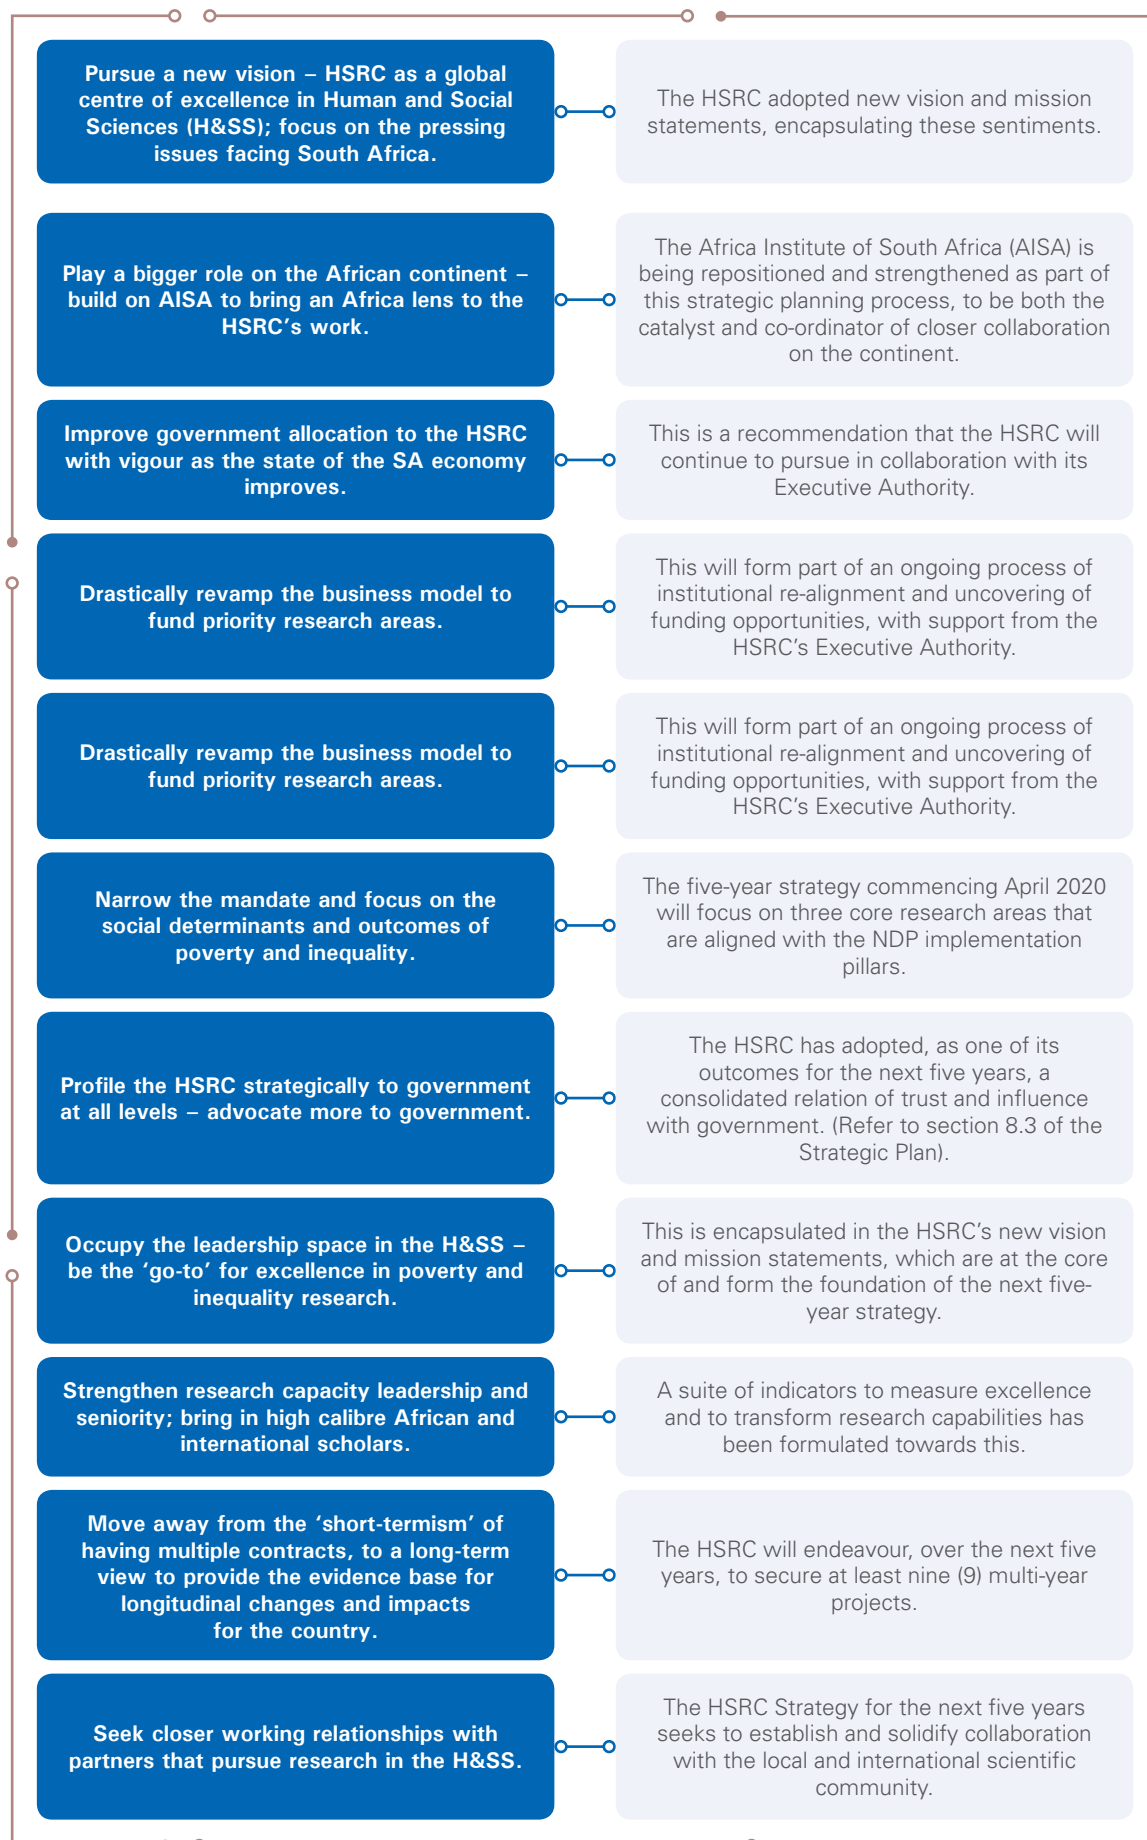 Pursue a new vision – HSRC as a global
centre of excellence in Human and Social
Sciences (H&SS); focus on the pressing
issues facing South Africa.
The HSRC adopted new vision and mission
statements, encapsulating these sentiments.
Play a bigger role on the African continent –
build on AISA to bring an Africa lens to the
HSRC’s work.
The Africa Institute of South Africa (AISA) is
being repositioned and strengthened as part of
this strategic planning process, to be both the
catalyst and co-ordinator of closer collaboration
on the continent.
Improve government allocation to the HSRC
with vigour as the state of the SA economy
improves.
This is a recommendation that the HSRC will
continue to pursue in collaboration with its
Executive Authority.
Drastically revamp the business model to
fund priority research areas.
This will form part of an ongoing process of
institutional re-alignment and uncovering of
funding opportunities, with support from the
HSRC’s Executive Authority.
Drastically revamp the business model to
fund priority research areas.
This will form part of an ongoing process of
institutional re-alignment and uncovering of
funding opportunities, with support from the
HSRC’s Executive Authority.
Narrow the mandate and focus on the
social determinants and outcomes of
poverty and inequality.
The five-year strategy commencing April 2020
will focus on three core research areas that
are aligned with the NDP implementation
pillars.
Profile the HSRC strategically to government
at all levels – advocate more to government.
The HSRC has adopted, as one of its
outcomes for the next five years, a
consolidated relation of trust and influence
with government. (Refer to section 8.3 of the
Strategic Plan).
Occupy the leadership space in the H&SS –
be the ‘go-to’ for excellence in poverty and
inequality research.
This is encapsulated in the HSRC’s new vision
and mission statements, which are at the core
of and form the foundation of the next five-
year strategy.
Strengthen research capacity leadership and
seniority; bring in high calibre African and
international scholars.
A suite of indicators to measure excellence
and to transform research capabilities has
been formulated towards this.
Move away from the ‘short-termism’ of
having multiple contracts, to a long-term
view to provide the evidence base for
longitudinal changes and impacts
for the country.
The HSRC will endeavour, over the next five
years, to secure at least nine (9) multi-year
projects.
Seek closer working relationships with
partners that pursue research in the H&SS.
The HSRC Strategy for the next five years
seeks to establish and solidify collaboration
with the local and international scientific
community.